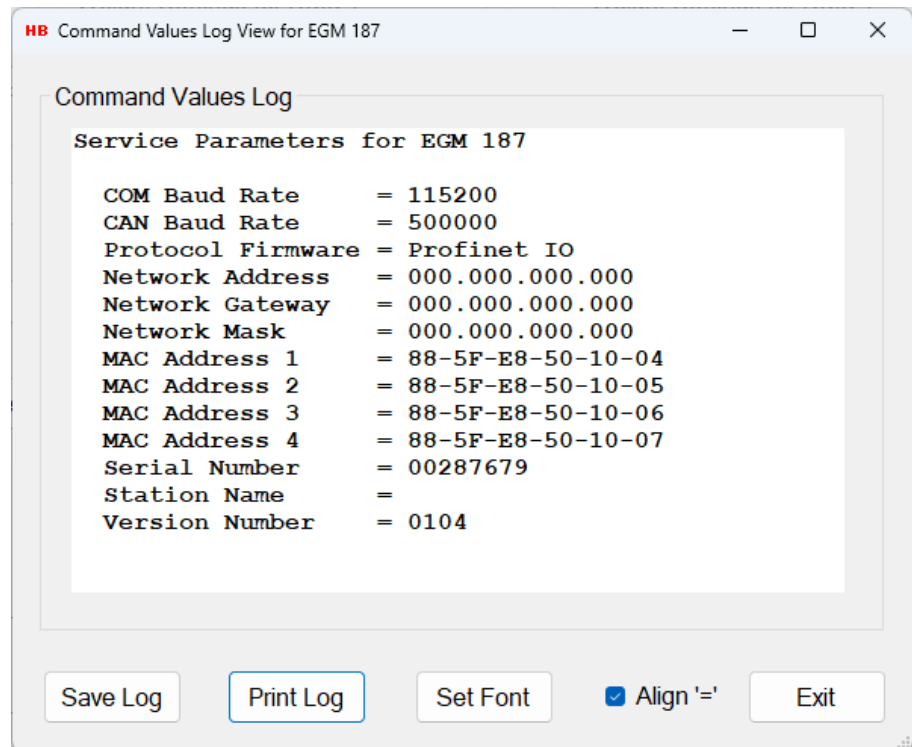 HB Command Values Log View for EGM 187
Command Values Log
Service Parameters for EGM 187
COM Baud Rate = 115200
CAN Baud Rate = 500000
Protocol Firmware = Profinet IO
Network Address = 000.000.000.000
Network Gateway = 000.000.000.000
Network Mask = 000.000.000.000
MAC Address 1 = 88-5F-E8-50-10-04
MAC Address 2 = 88-5F-E8-50-10-05
MAC Address 3 = 88-5F-E8-50-10-06
MAC Address 4 = 88-5F-E8-50-10-07
Serial Number = 00287679
Station Name =
Version Number = 0104
Save Log Print Log Set Font Align '=' Exit